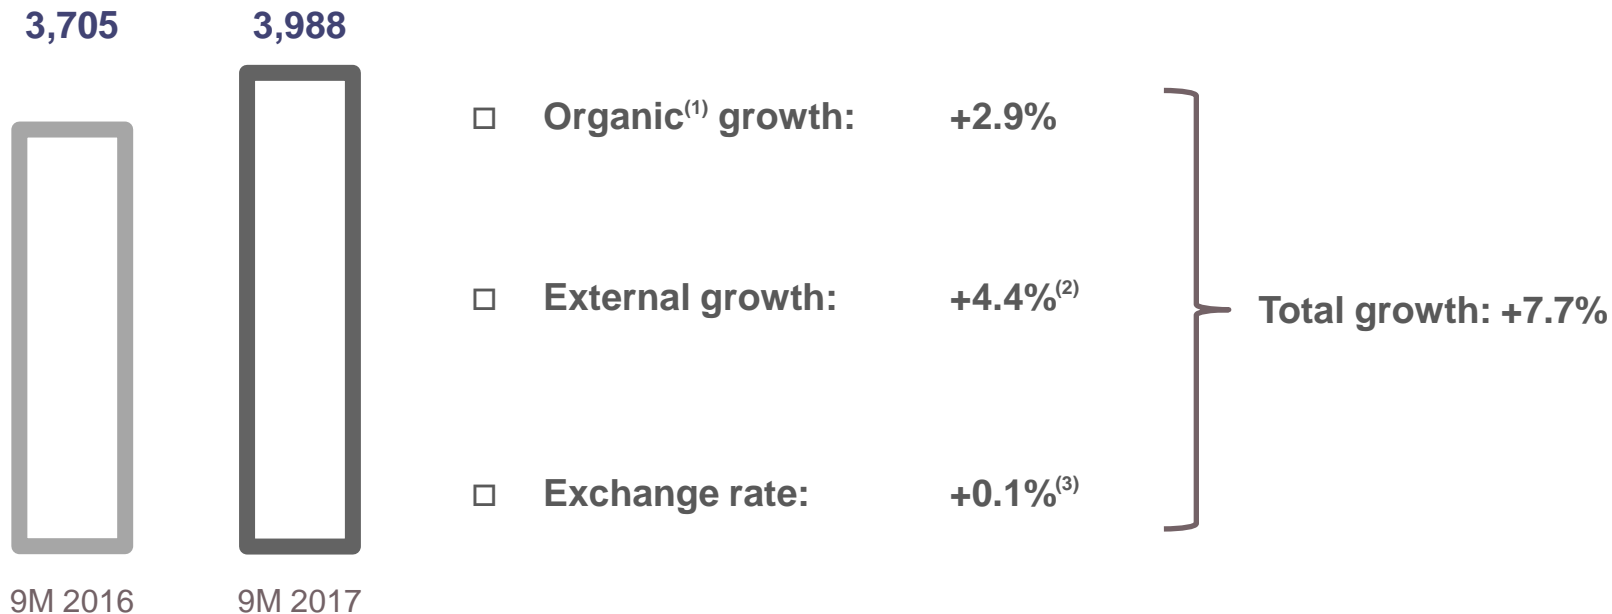 3,705 3,988
□ Organic(1) growth: +2.9%
□ External growth: +4.4%(2)
Total growth: +7.7%
□ Exchange rate: +0.1%(3)
9M 2016 9M 2017